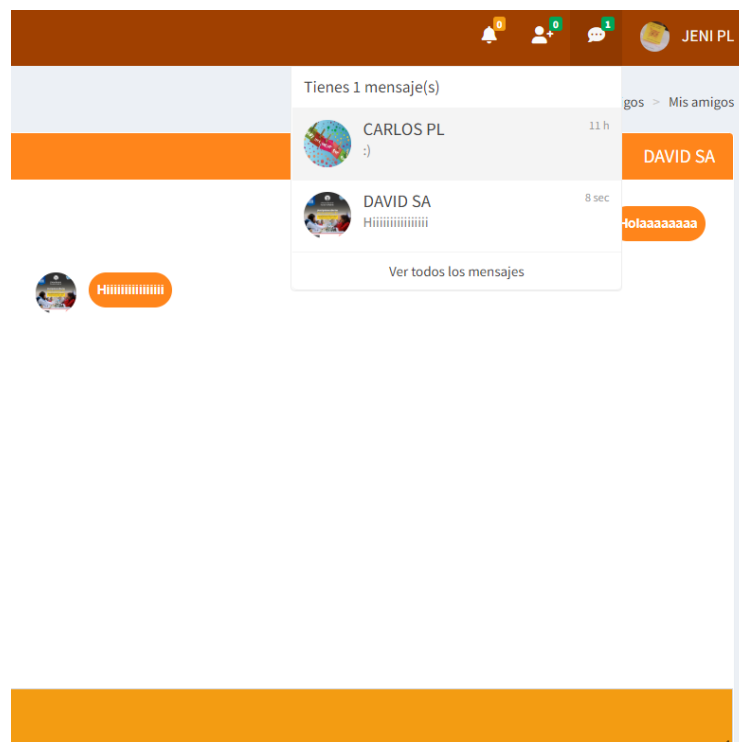 0
0
1
JENI PL
Tienes 1 mensaje(s)
gos > Mis amigos
CARLOS PL
11 h
:)
DAVID SA
DAVID SA
8 sec
Hiiiiiiiiiiiiiii
Holaaaaaaaa
Ver todos los mensajes
Hiiiiiiiiiiiiiii